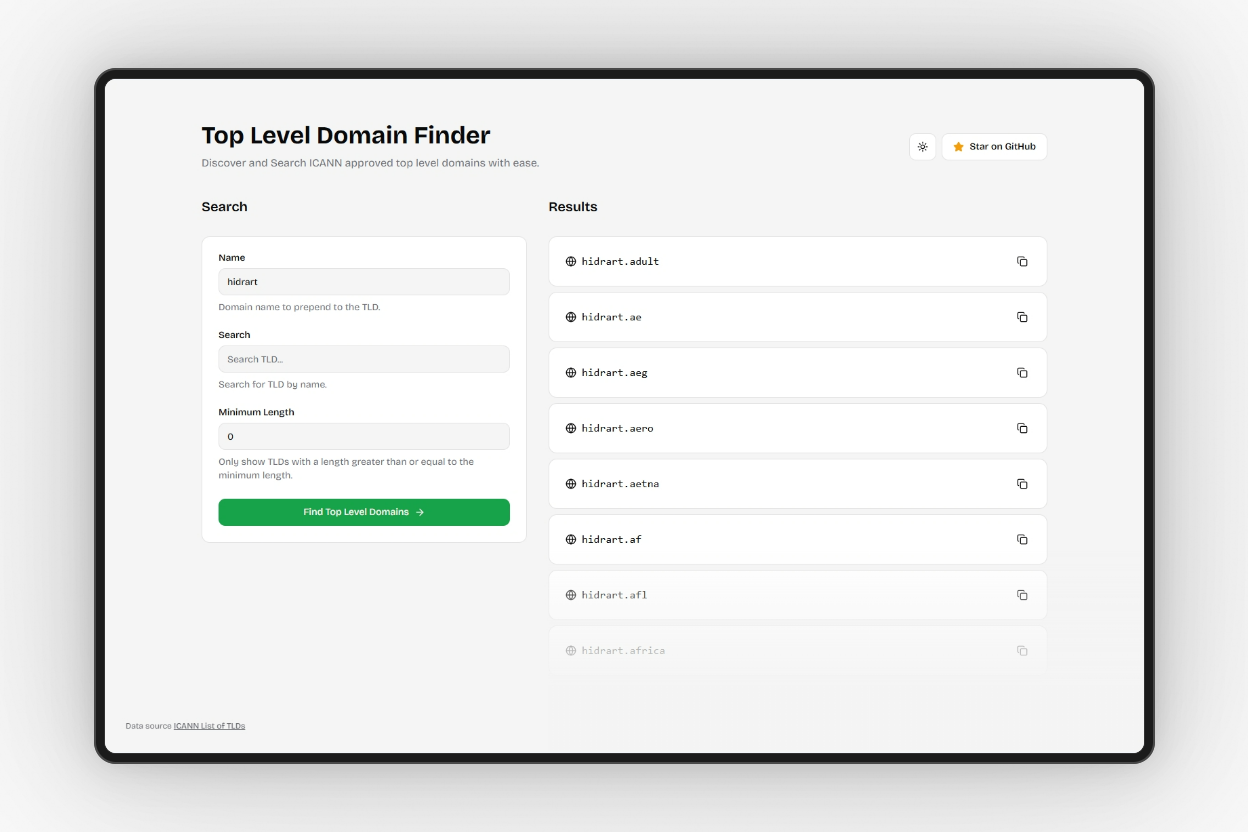 Top Level Domain Finder
Discover and Search ICANN approved top level domains with ease.
Star on GitHub
Search
Name
hidrart
Domain name to prepend to the TLD.
Search
Search TLD...
Search for TLD by name.
Minimum Length
0
Only show TLDs with a length greater than or equal to the
minimum length.
Find Top Level Domains →
Results
hidrart.adult
hidrart.ae
hidrart.aeg
hidrart.aero
hidrart.aetna
hidrart.af
hidrart.afl
hidrart.africa
Data source ICANN List of TLDs